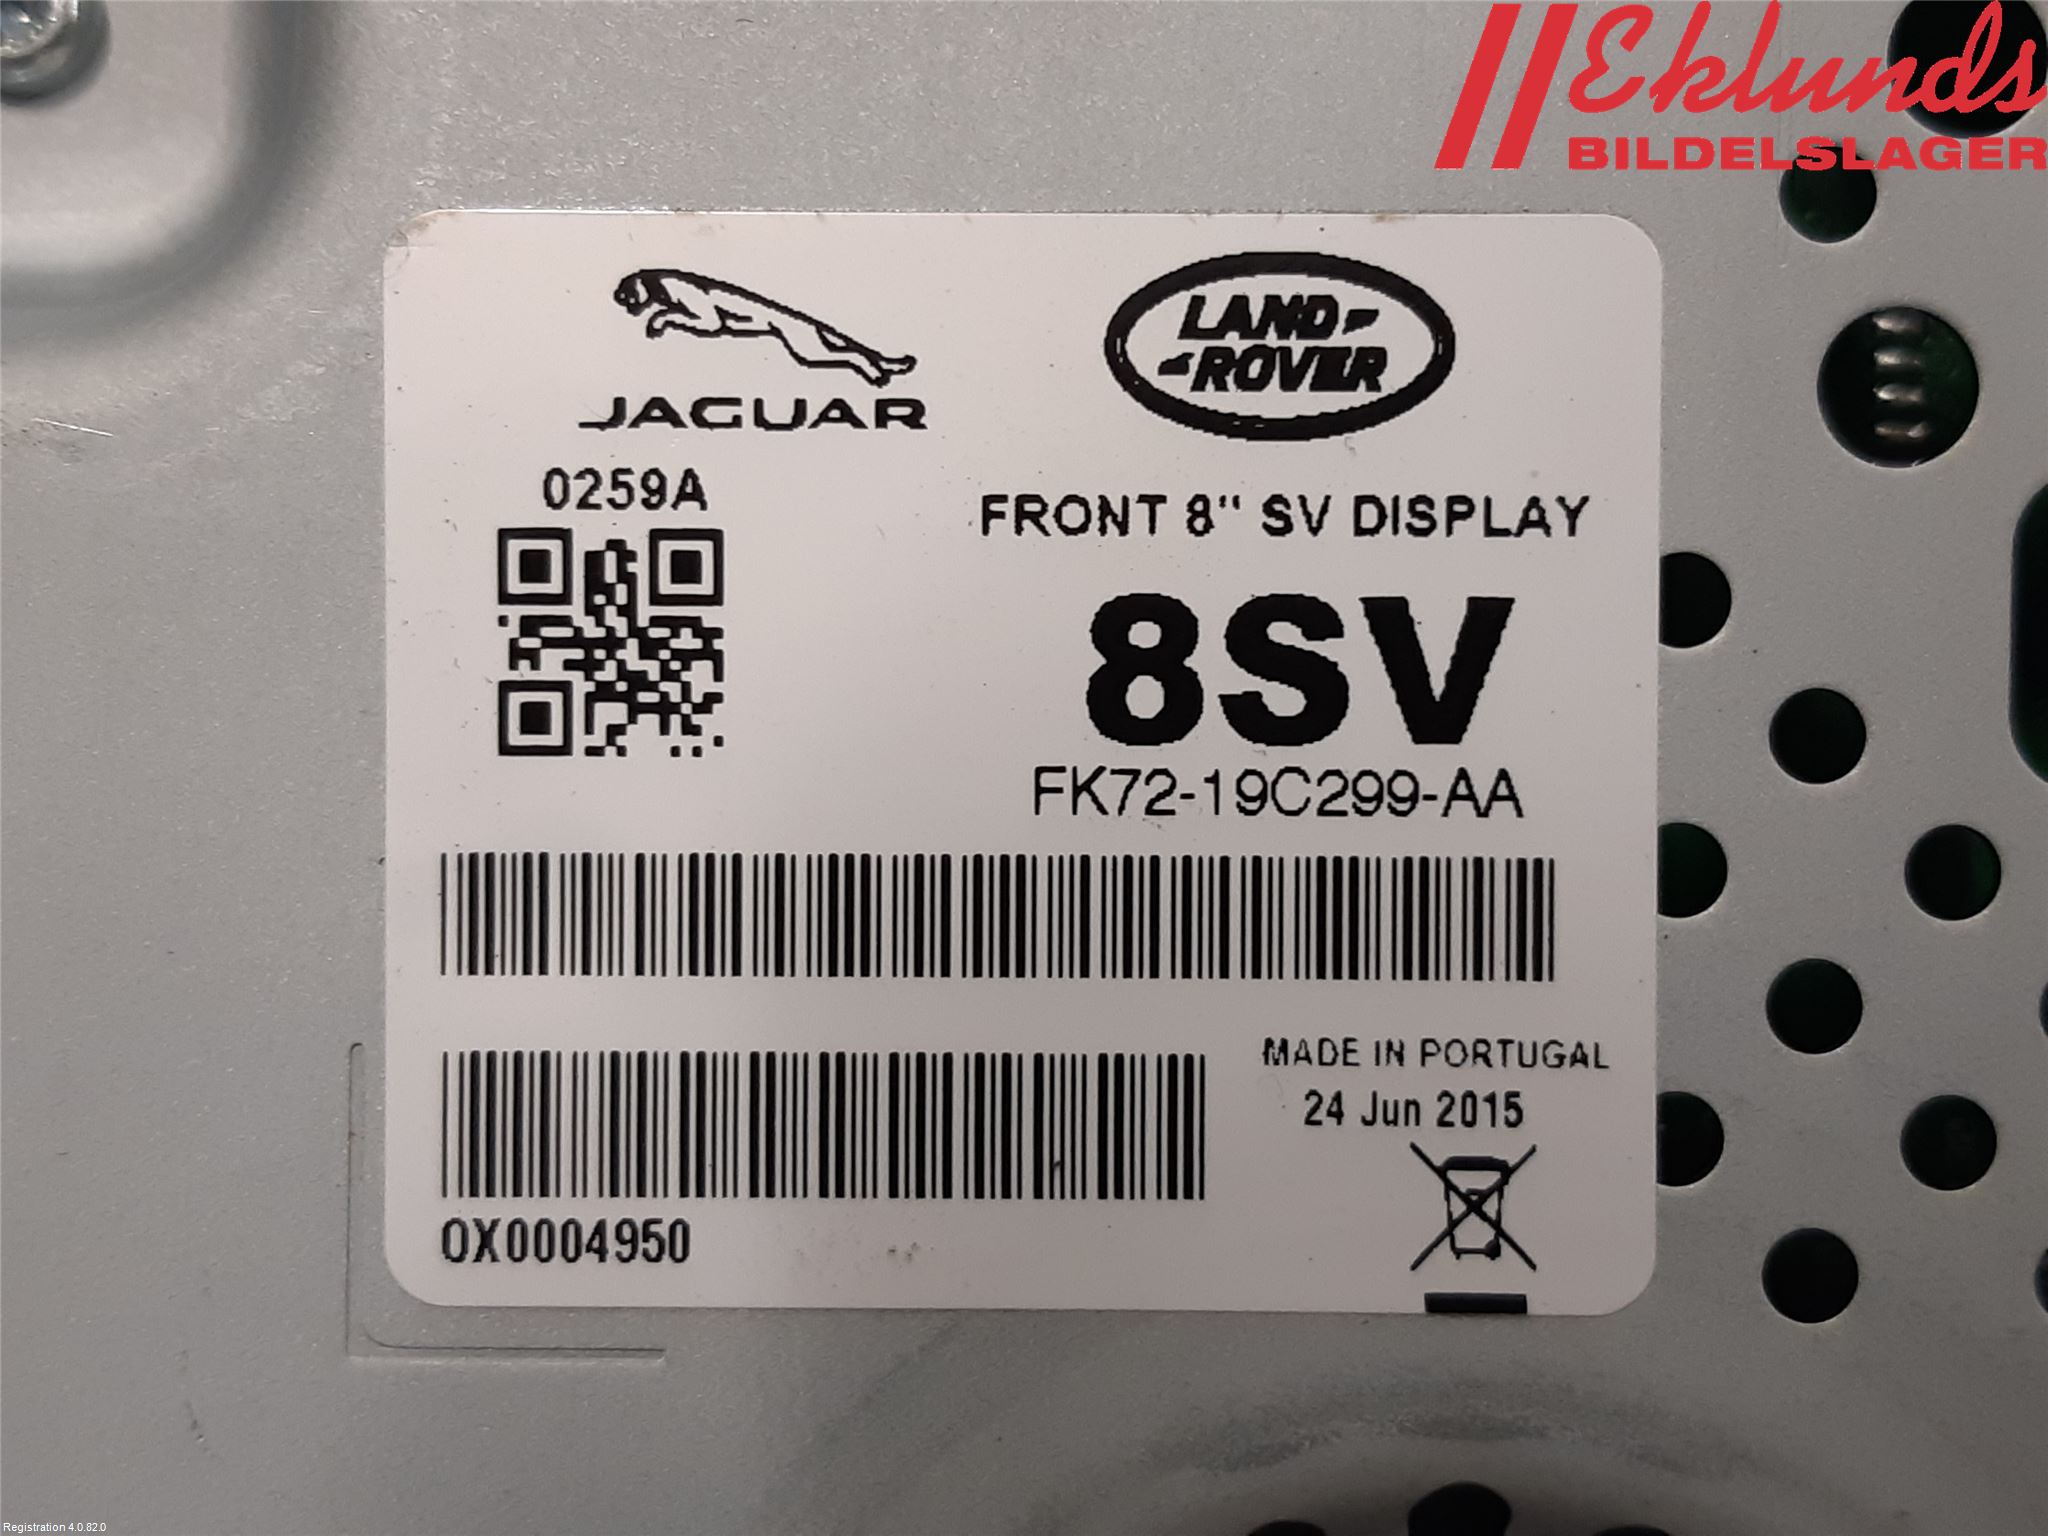 Eklunds
BILDELSLAGER
LAND
ROVER
JAGUAR
0259A
FRONT 8" SV DISPLAY
8SV
FK72-19C299-AA
MADE IN PORTUGAL
24 Jun 2015
OX0004950
Registration 4.0.82.0